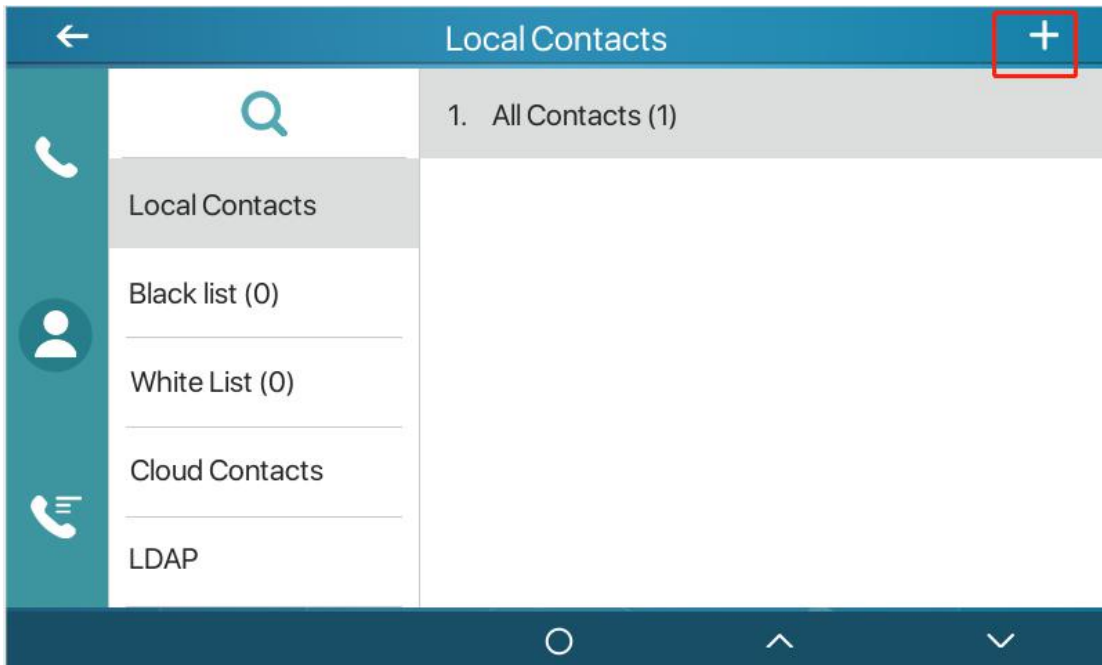 Local Contacts
1. All Contacts (1)
Local Contacts
Black list (0)
White List (0)
Cloud Contacts
LDAP